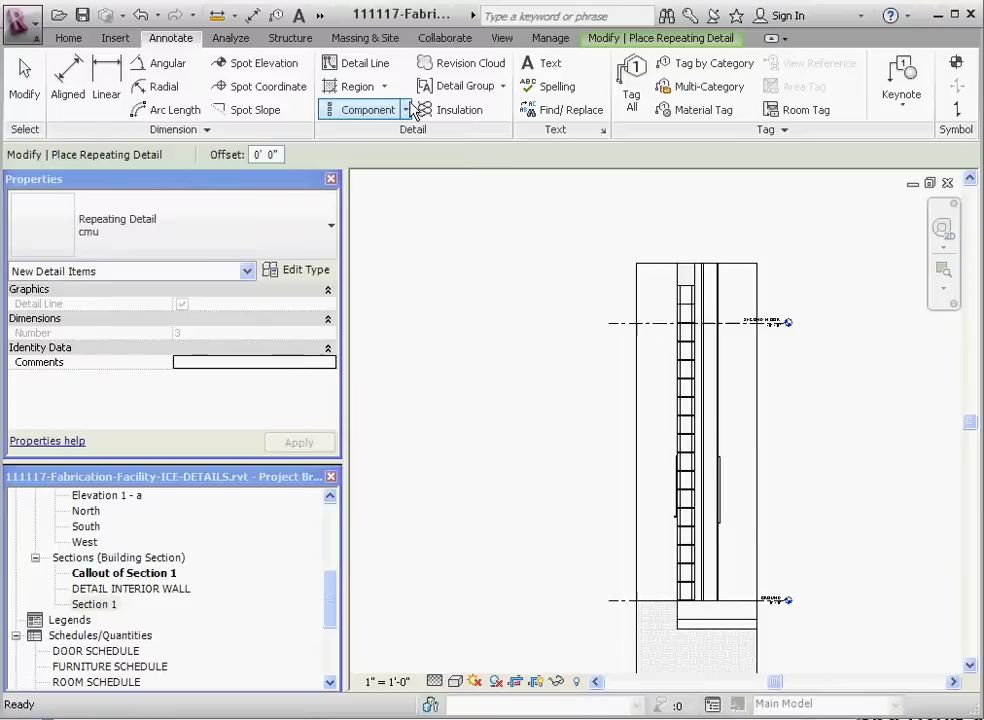 111117-Fabri...
Type a keyword or phrase
Sign In
Home Insert Annotate Analyze Structure Massing & Site Collaborate View Manage Modify | Place Repeating Detail
Modify
Aligned
Linear
Angular
Radial
Arc Length
Spot Elevation
Spot Coordinate
Spot Slope
Detail Line
Region
Component
Revision Cloud
Detail Group
Insulation
Text
ABC Spelling
Find/ Replace
Tag All
Tag by Category
Multi-Category
Material Tag
View Reference
Area Tag
Room Tag
Keynote
Select Dimension Detail Text Tag Symbol
Modify | Place Repeating Detail Offset: 0' 0"
Properties
Repeating Detail
cmu
New Detail Items Edit Type
Graphics
Detail Line
Dimensions
Number 3
Identity Data
Comments
Properties help Apply
111117-Fabrication-Facility-ICE-DETAILS.rvt - Project Br...
Elevation 1 - a
North
South
West
Sections (Building Section)
Callout of Section 1
DETAIL INTERIOR WALL
Section 1
Legends
Schedules/Quantities
DOOR SCHEDULE
FURNITURE SCHEDULE
ROOM SCHEDULE
2D
1" = 1'-0"
Ready :0 Main Model